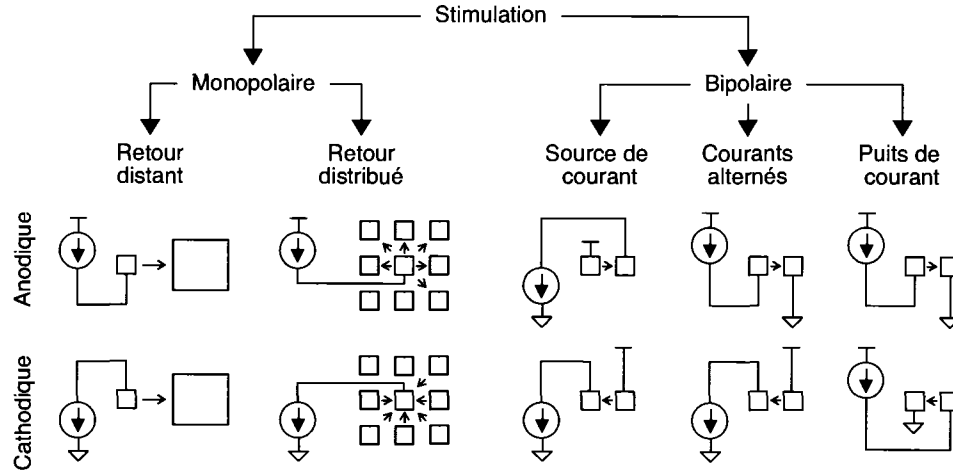 Stimulation
Monopolaire
Bipolaire
Retour
distant
Retour
distribué
Source de
courant
Courants
alternés
Puits de
courant
Anodique
Cathodique